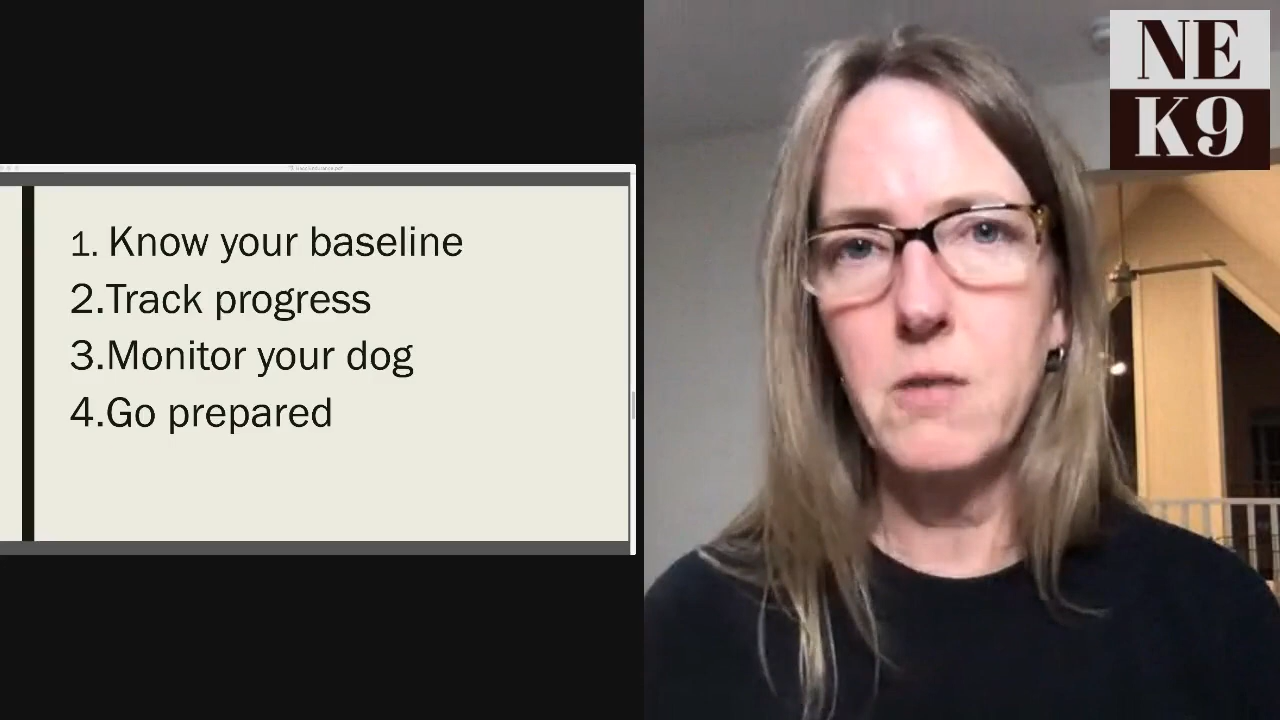 1. Know your baseline
2.Track progress
3.Monitor your dog
4.Go prepared
NE
K9